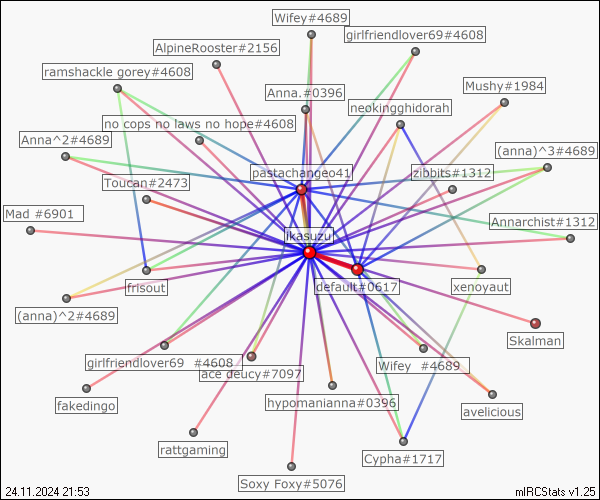 Wifey#4689
girlfriendlover69#4608
AlpineRooster#2156
ramshackle gorey#4608
Mushy#1984
Anna.#0396
neokingghidorah
no cops no laws no hope#4608
Anna^2#4689
(anna)^3#4689
pastachangeo41
zibbits#1312
Toucan#2473
Mad #6901
Annarchist#1312
ikasuzu
frisout
default#0617
xenoyaut
(anna)^2#4689
Skalman
girlfriendlover69 #4608
Wifey #4689
ace deucy#7097
fakedingo
hypomanianna#0396
avelicious
rattgaming
Cypha#1717
Soxy Foxy#5076
24.11.2024 21:53
mIRCStats v1.25